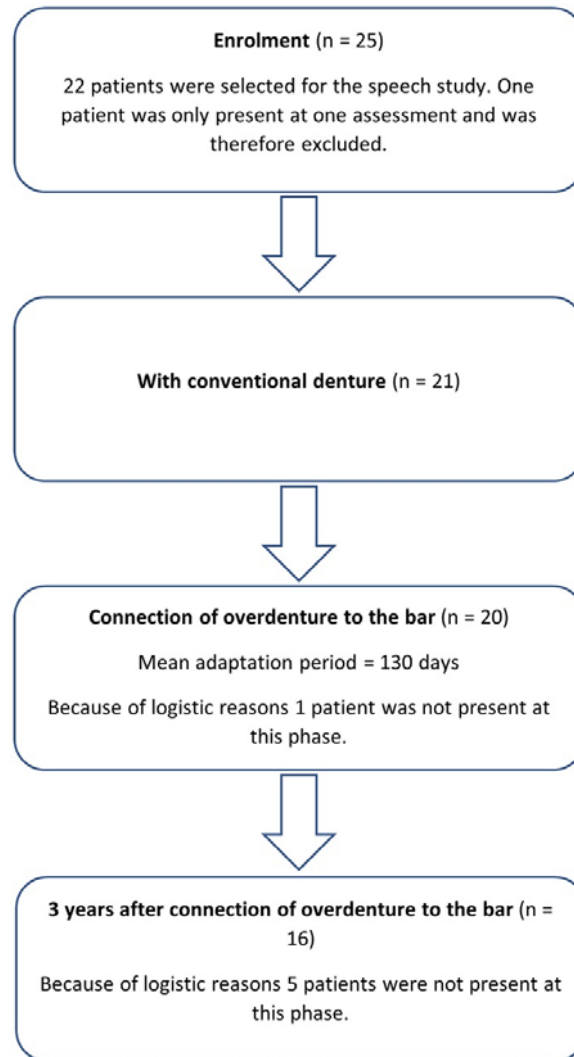 Enrolment (n = 25)
22 patients were selected for the speech study. One
patient was only present at one assessment and was
therefore excluded.
With conventional denture (n = 21)
Connection of overdenture to the bar (n = 20)
Mean adaptation period = 130 days
Because of logistic reasons 1 patient was not present at
this phase.
3 years after connection of overdenture to the bar (n =
16)
Because of logistic reasons 5 patients were not present at
this phase.